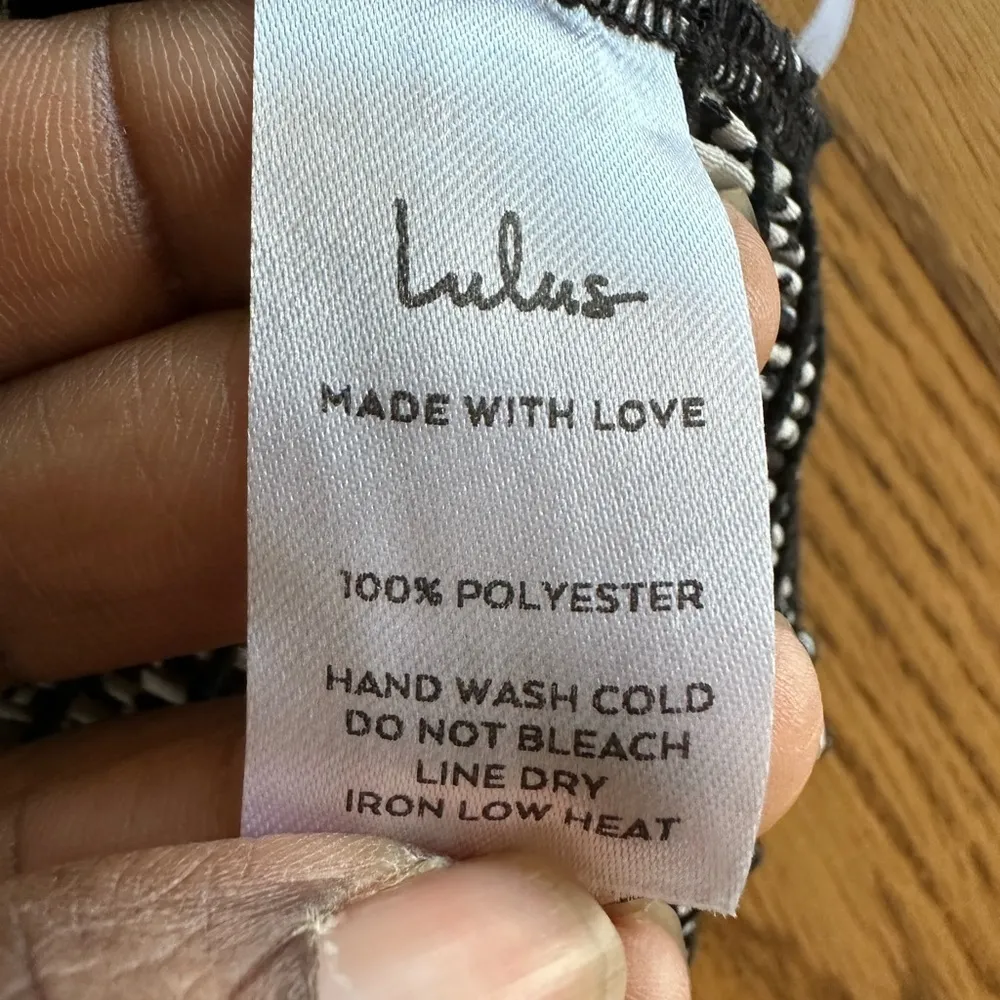 Lulus
MADE WITH LOVE
100% POLYESTER
HAND WASH COLD
DO NOT BLEACH
LINE DRY
IRON LOW HEAT